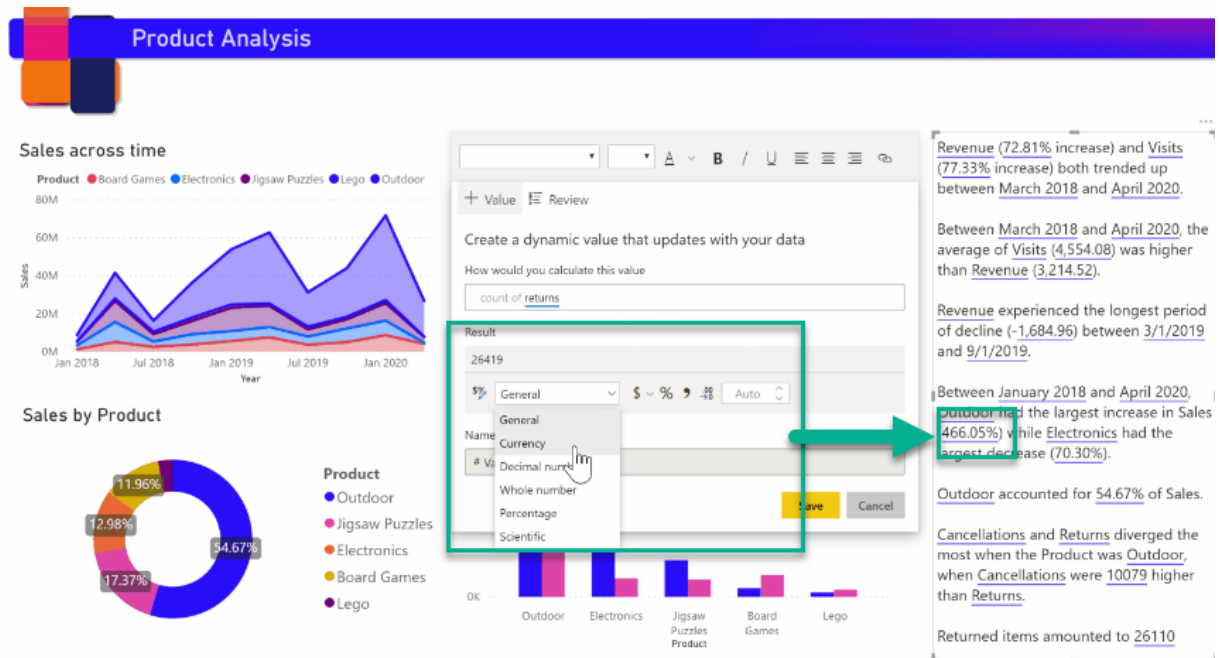 Product Analysis
Sales across time
Product Board Games Electronics Jigsaw Puzzles Lego Outdoor
80M
60M
40M
20M
0M
Sales
Jan 2018 Jul 2018 Jan 2019 Jul 2019 Jan 2020
Year
Sales by Product
11.96%
12.98%
17.37%
54.67%
Product
Outdoor
Jigsaw Puzzles
Electronics
Board Games
Lego
A B I U
+ Value Review
Create a dynamic value that updates with your data
How would you calculate this value
count of returns
Result
26419
General $ % Auto
General
Currency
Decimal
Whole number
Percentage
Scientific
Name
Save Cancel
0K
Outdoor Electronics Jigsaw Puzzles Board Games Lego
Product
Revenue (72.81% increase) and Visits
(77.33% increase) both trended up
between March 2018 and April 2020.
Between March 2018 and April 2020, the
average of Visits (4,554.08) was higher
than Revenue (3,214.52).
Revenue experienced the longest period
of decline (-1,684.96) between 3/1/2019
and 9/1/2019.
Between January 2018 and April 2020,
Outdoor had the largest increase in Sales
(466.05%) while Electronics had the
largest decrease (70.30%).
Outdoor accounted for 54.67% of Sales.
Cancellations and Returns diverged the
most when the Product was Outdoor,
when Cancellations were 10079 higher
than Returns.
Returned items amounted to 26110